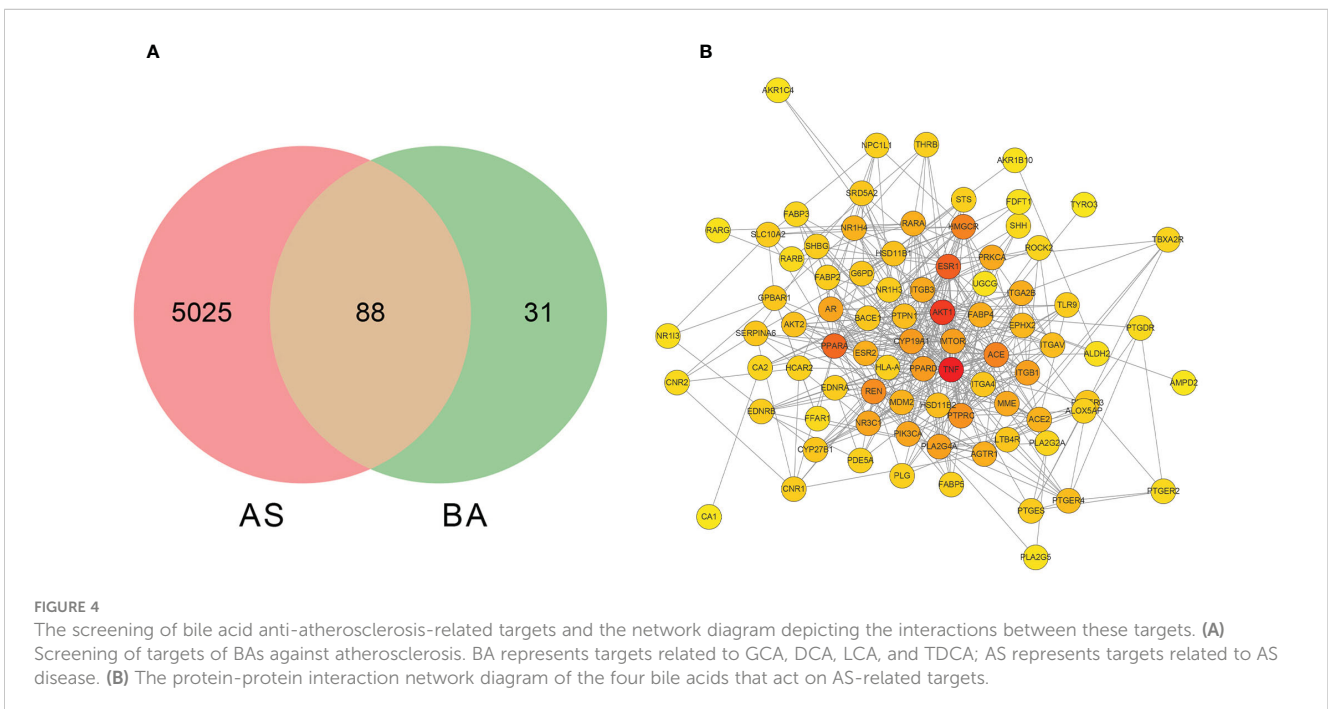 A
B
5025
88
31
AS
BA
AKR1C4
NPC1L1
THRB
AKR1B10
SRD5A2
STS
FDFT1
TYRO3
FABP3
RARG
SLC10A2
NR1H4
RARA
HMGCR
SHH
TBXA2R
SHBG
RARB
HSD11B1
PRKCA
ROCK2
ESR1
FABP2
G6PD
NR1H3
ITGB3
UGCG
ITGA2B
GPBAR1
TLR9
AR
BACE1
PTPN1
AKT1
FABP4
EPHX2
PTGDR
NR1I3
SERPINA6
AKT2
CYP19A1
MTOR
ITGAV
PPARA
ESR2
ACE
ALDH2
CA2
HCAR2
HLA-A
PPARD
TNF
ITGB1
AMPD2
CNR2
EDNRA
REN
ITGA4
EDNRB
FFAR1
MDM2
HSD11B2
MME
ALOX5AP
PTPRC
ACE2
NR3C1
PIK3CA
CYP27B1
PLA2G4A
LTB4R
PLA2G2A
PDE5A
AGTR1
CNR1
PLG
FABP5
PTGER4
PTGER2
PTGES
CA1
PLA2G5
FIGURE 4
The screening of bile acid anti-atherosclerosis-related targets and the network diagram depicting the interactions between these targets. (A)
Screening of targets of BAs against atherosclerosis. BA represents targets related to GCA, DCA, LCA, and TDCA; AS represents targets related to AS
disease. (B) The protein-protein interaction network diagram of the four bile acids that act on AS-related targets.